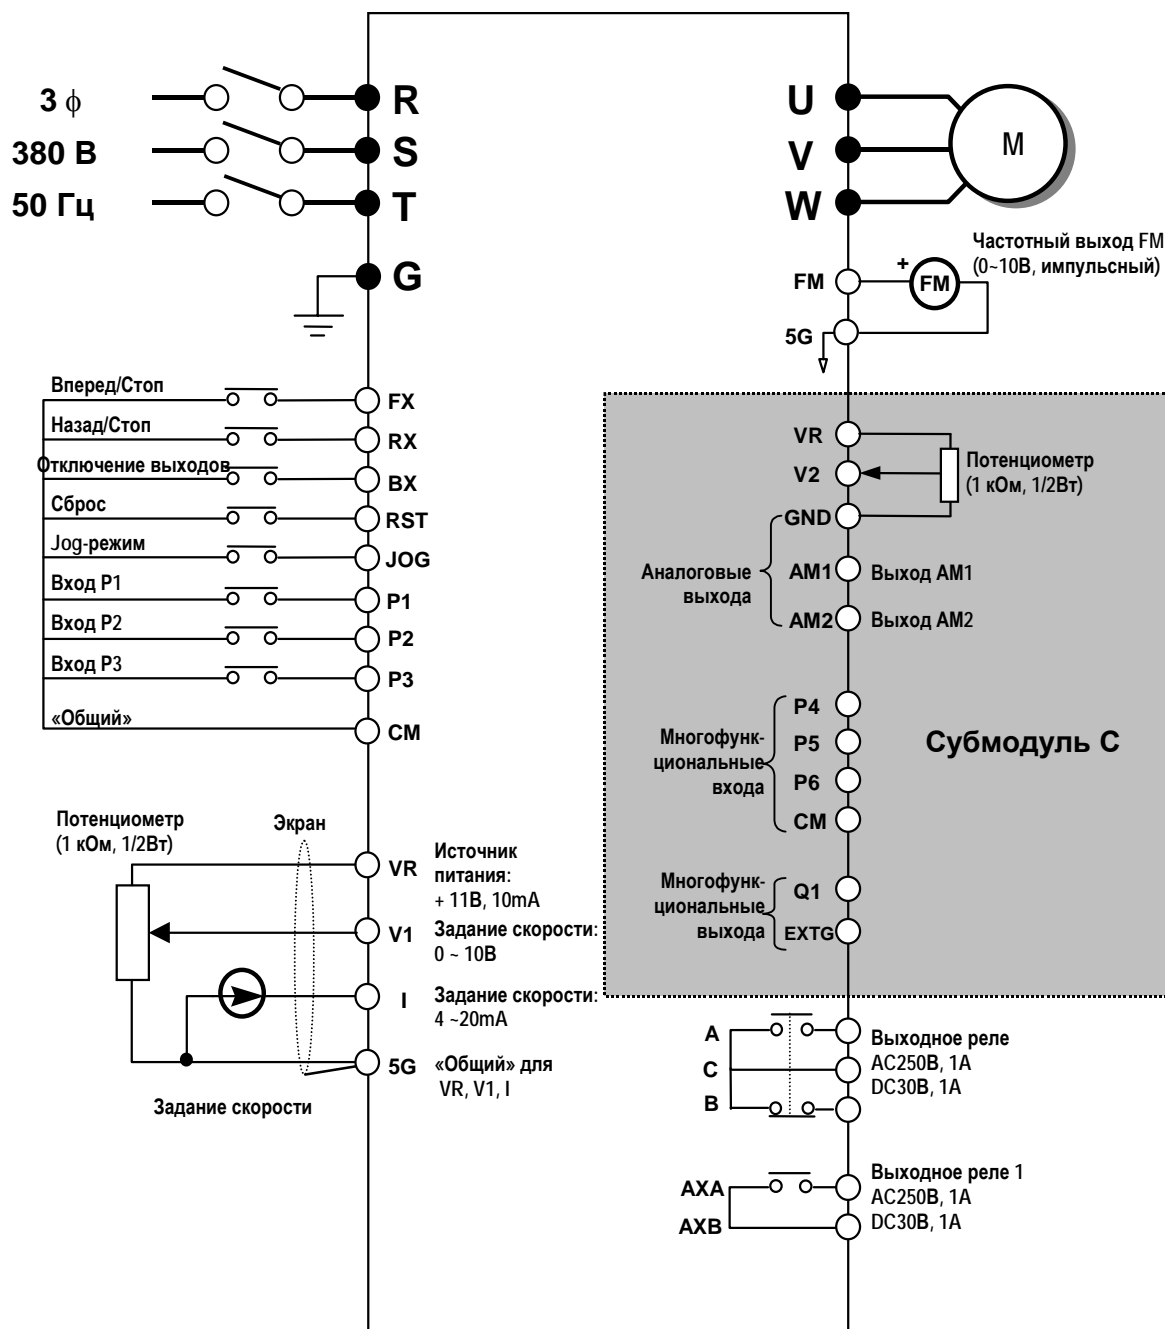 3 ϕ
380 В
50 Гц
R
S
T
G
U
V
W
M
Частотный выход FM
(0~10В, импульсный)
FM
+
FM
5G
Вперед/Стоп
FX
Назад/Стоп
RX
Отключение выходов
BX
Сброс
RST
Jog-режим
JOG
Вход P1
P1
Вход P2
P2
Вход P3
P3
«Общий»
CM
Потенциометр
(1 кОм, 1/2Вт)
Экран
VR
Источник
питания:
+ 11В, 10mA
V1
Задание скорости:
0 ~ 10В
I
Задание скорости:
4 ~20mA
5G
«Общий» для
VR, V1, I
Задание скорости
VR
V2
GND
Потенциометр
(1 кОм, 1/2Вт)
Аналоговые
выхода
AM1
Выход AM1
AM2
Выход AM2
Многофунк-
циональные
входа
P4
P5
P6
CM
Субмодуль С
Многофунк-
циональные
выхода
Q1
EXTG
A
C
B
Выходное реле
AC250В, 1A
DC30В, 1A
AXA
AXB
Выходное реле 1
AC250В, 1A
DC30В, 1A